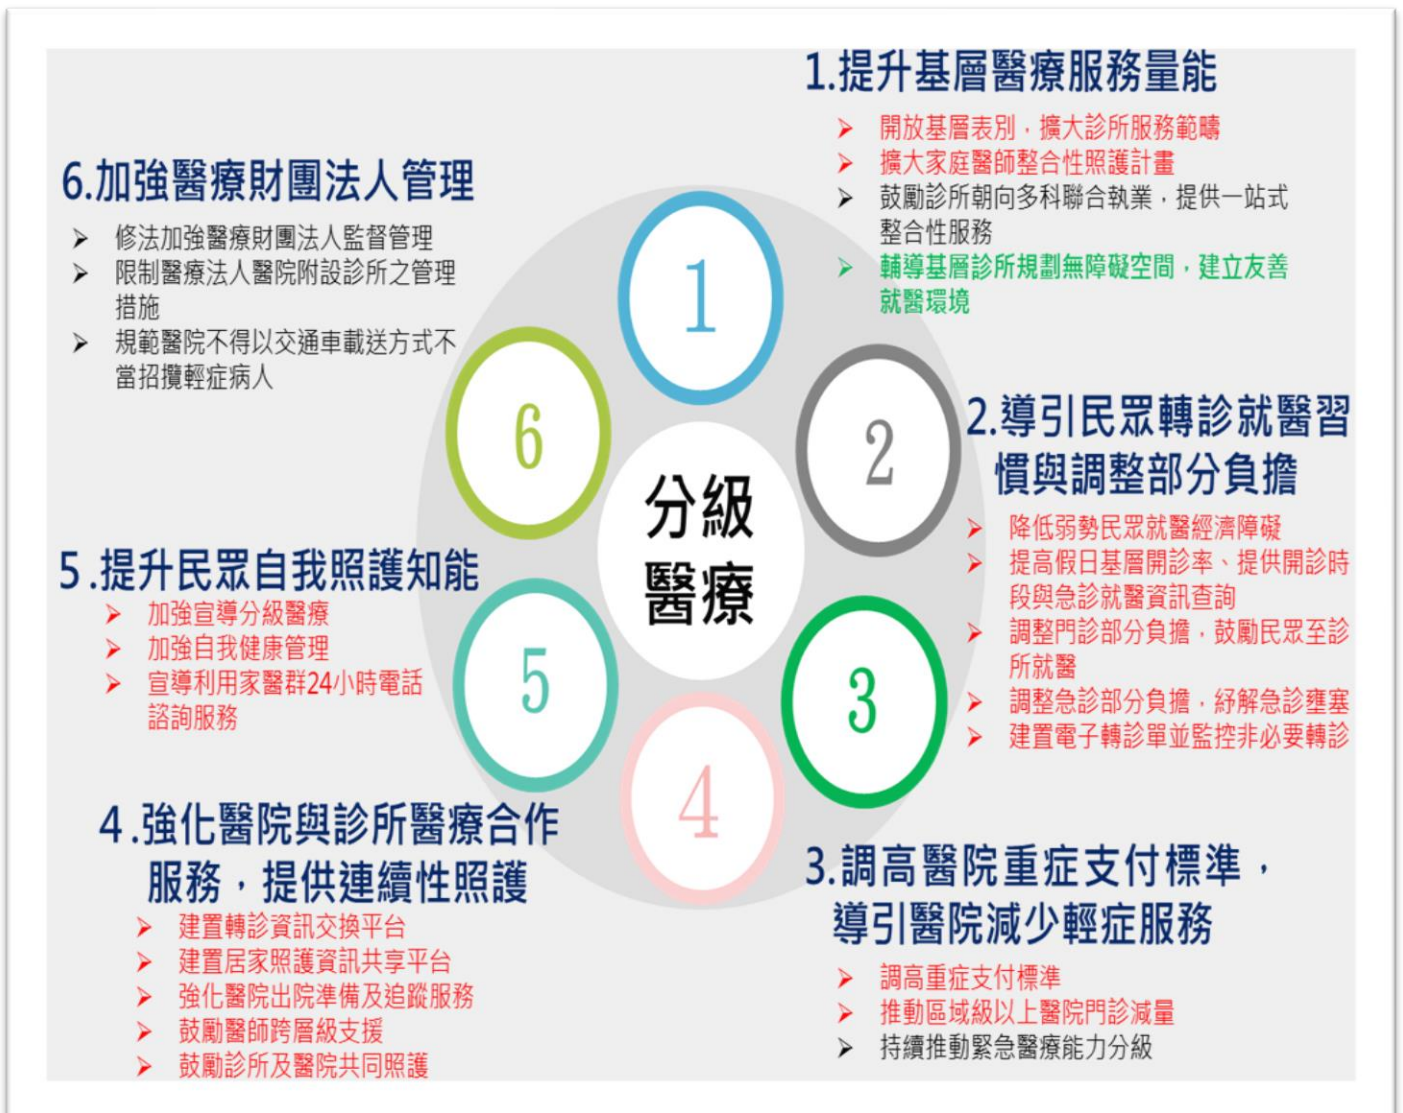 1.提升基層醫療服務量能
➤ 開放基層表別，擴大診所服務範疇
➤ 擴大家庭醫師整合性照護計畫
➤ 鼓勵診所朝向多科聯合執業，提供一站式
整合性服務
➤ 輔導基層診所規劃無障礙空間，建立友善
就醫環境
2.導引民眾轉診就醫習
慣與調整部分負擔
➤ 降低弱勢民眾就醫經濟障礙
➤ 提高假日基層開診率、提供開診時
段與急診就醫資訊查詢
➤ 調整門診部分負擔，鼓勵民眾至診
所就醫
➤ 調整急診部分負擔，紓解急診壅塞
➤ 建置電子轉診單並監控非必要轉診
3.調高醫院重症支付標準，
導引醫院減少輕症服務
➤ 調高重症支付標準
➤ 推動區域級以上醫院門診減量
➤ 持續推動緊急醫療能力分級
4.強化醫院與診所醫療合作
服務，提供連續性照護
➤ 建置轉診資訊交換平台
➤ 建置居家照護資訊共享平台
➤ 強化醫院出院準備及追蹤服務
➤ 鼓勵醫師跨層級支援
➤ 鼓勵診所及醫院共同照護
5.提升民眾自我照護知能
➤ 加強宣導分級醫療
➤ 加強自我健康管理
➤ 宣導利用家醫群24小時電話
諮詢服務
6.加強醫療財團法人管理
➤ 修法加強醫療財團法人監督管理
➤ 限制醫療法人醫院附設診所之管理
措施
➤ 規範醫院不得以交通車載送方式不
當招攬輕症病人
分級
醫療
1
2
3
4
5
6